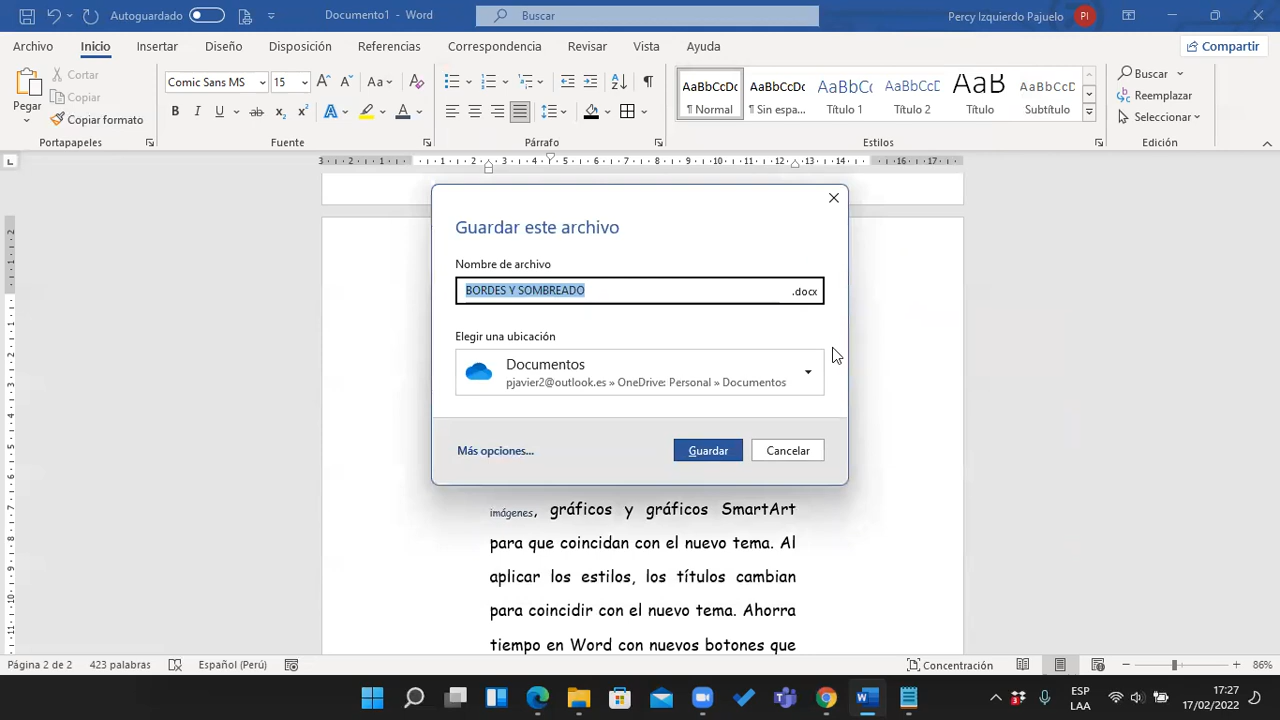 Autoguardado
Documento1 - Word
Buscar
Percy Izquierdo Pajuelo
PI
Archivo Inicio Insertar Diseño Disposición Referencias Correspondencia Revisar Vista Ayuda
Compartir
Pegar
Cortar
Copiar
Copiar formato
Portapapeles
Comic Sans MS
15
Fuente
Párrafo
AaBbCcDc
¶ Normal
AaBbCcDc
¶ Sin espa...
AaBbCcD
Título 1
AaBbCcD
Título 2
AaB
Título
AaBbCcD
Subtítulo
Estilos
Buscar
Reemplazar
Seleccionar
Edición
Guardar este archivo
Nombre de archivo
BORDES Y SOMBREADO
.docx
Elegir una ubicación
Documentos
pjavier2@outlook.es » OneDrive: Personal » Documentos
Más opciones...
Guardar
Cancelar
imágenes, gráficos y gráficos SmartArt
para que coincidan con el nuevo tema. Al
aplicar los estilos, los títulos cambian
para coincidir con el nuevo tema. Ahorra
tiempo en Word con nuevos botones que
Página 2 de 2
423 palabras
Español (Perú)
Concentración
86%
ESP
LAA
17:27
17/02/2022